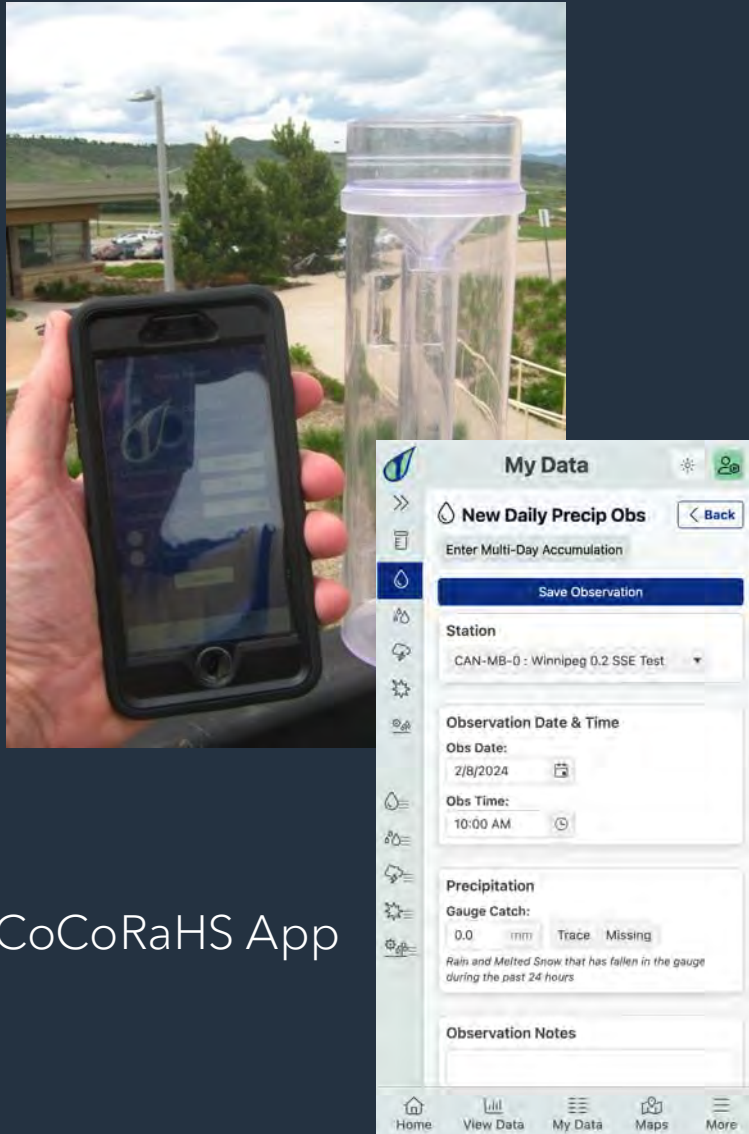 My Data
New Daily Precip Obs
< Back
Enter Multi-Day Accumulation
Save Observation
Station
CAN-MB-0 : Winnipeg 0.2 SSE Test
Observation Date & Time
Obs Date:
2/8/2024
Obs Time:
10:00 AM
Precipitation
Gauge Catch:
0.0 mm Trace Missing
Rain and Melted Snow that has fallen in the gauge
during the past 24 hours
Observation Notes
Home View Data My Data Maps More
CoCoRaHS App